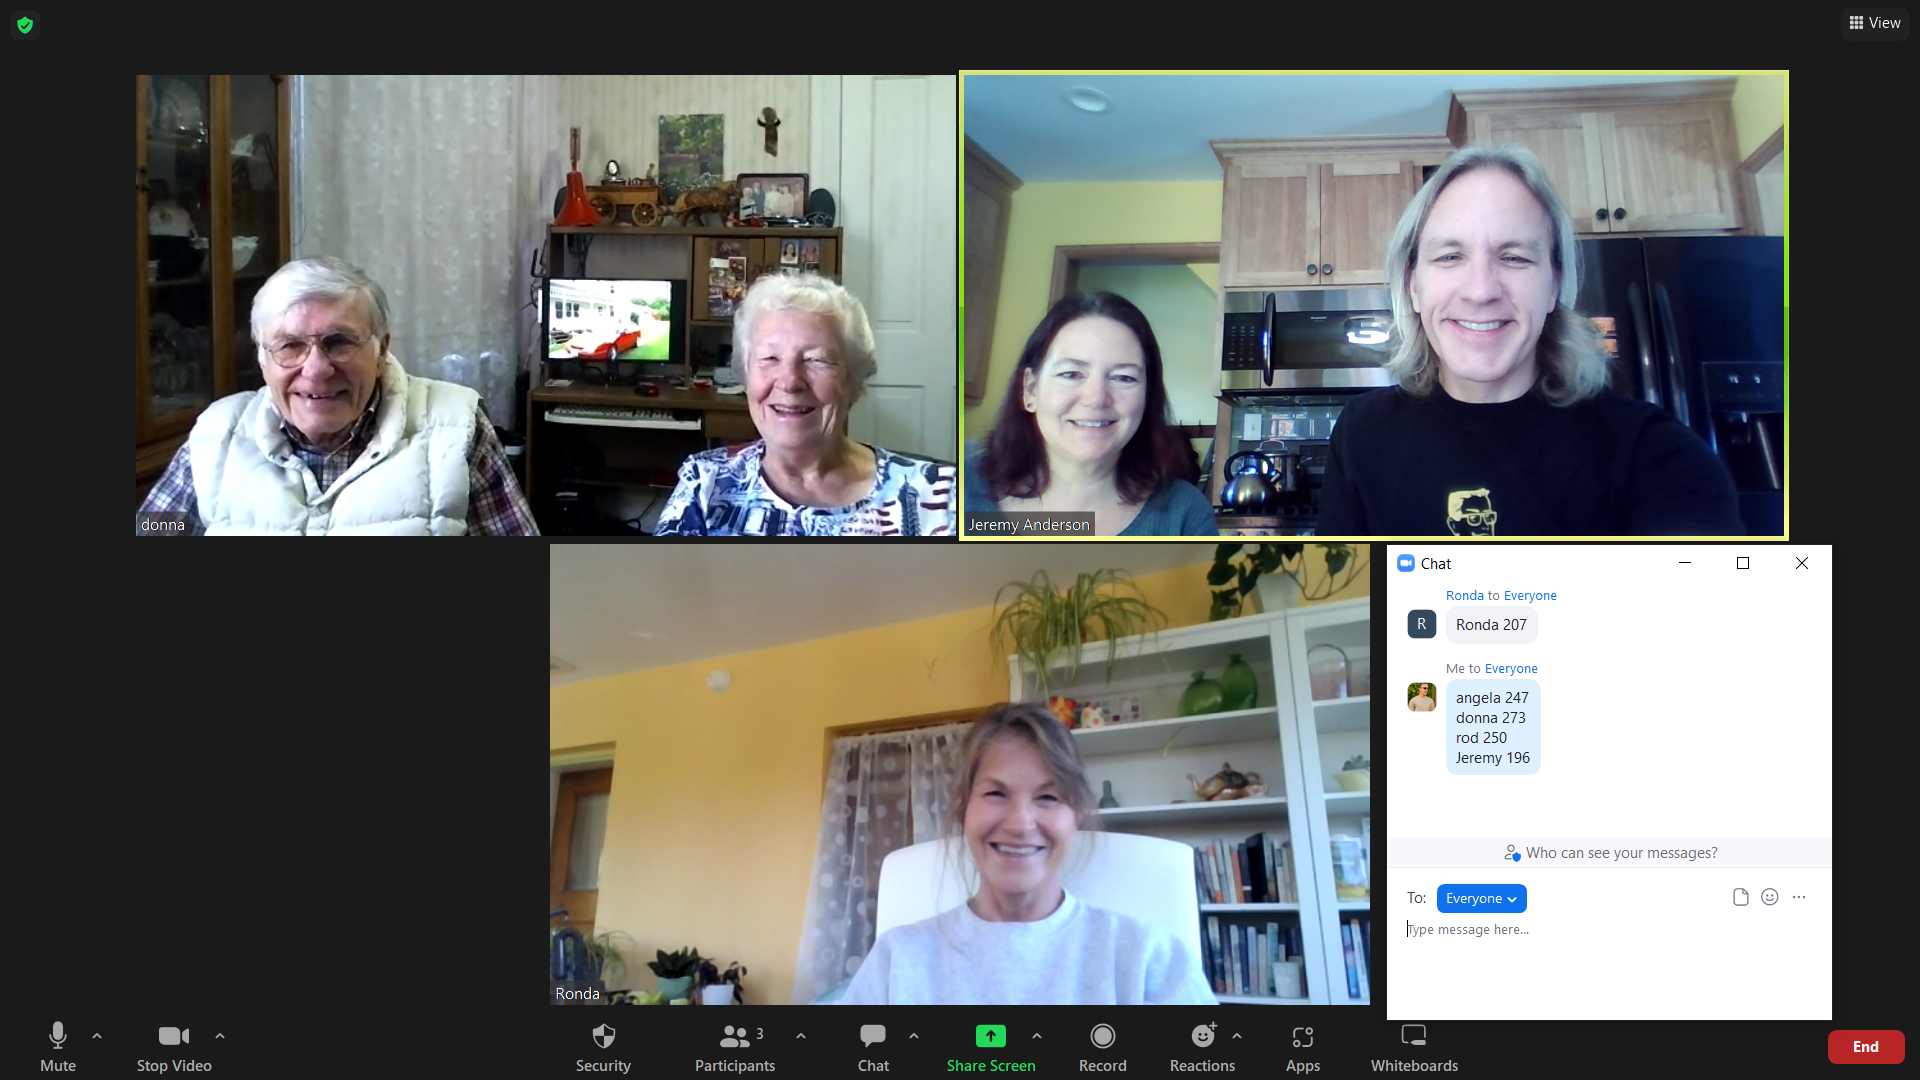 View
donna
Jeremy Anderson
Ronda
Chat
Ronda to Everyone
R
Ronda 207
Me to Everyone
angela 247
donna 273
rod 250
Jeremy 196
Who can see your messages?
To: Everyone
Type message here...
Mute
Stop Video
Security
3
Participants
Chat
Share Screen
Record
Reactions
Apps
Whiteboards
End